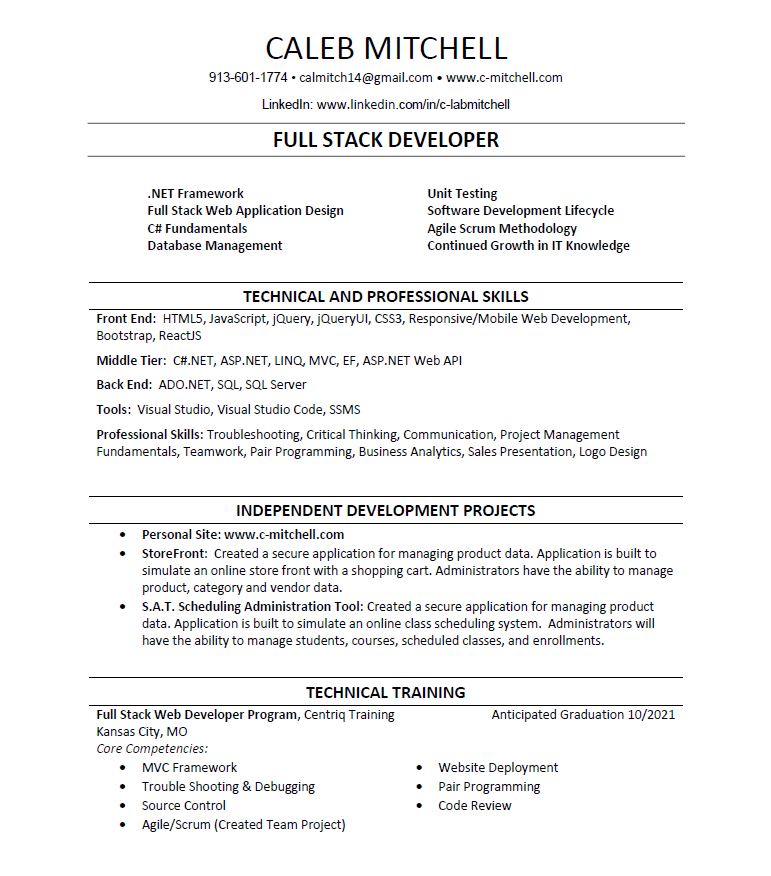 CALEB MITCHELL
913-601-1774 • calmitch14@gmail.com • www.c-mitchell.com
LinkedIn: www.linkedin.com/in/c-labmitchell
FULL STACK DEVELOPER
.NET Framework
Full Stack Web Application Design
C# Fundamentals
Database Management
Unit Testing
Software Development Lifecycle
Agile Scrum Methodology
Continued Growth in IT Knowledge
TECHNICAL AND PROFESSIONAL SKILLS
Front End: HTML5, JavaScript, jQuery, jQueryUI, CSS3, Responsive/Mobile Web Development,
Bootstrap, ReactJS
Middle Tier: C#.NET, ASP.NET, LINQ, MVC, EF, ASP.NET Web API
Back End: ADO.NET, SQL, SQL Server
Tools: Visual Studio, Visual Studio Code, SSMS
Professional Skills: Troubleshooting, Critical Thinking, Communication, Project Management
Fundamentals, Teamwork, Pair Programming, Business Analytics, Sales Presentation, Logo Design
INDEPENDENT DEVELOPMENT PROJECTS
• Personal Site: www.c-mitchell.com
• StoreFront: Created a secure application for managing product data. Application is built to
simulate an online store front with a shopping cart. Administrators have the ability to manage
product, category and vendor data.
• S.A.T. Scheduling Administration Tool: Created a secure application for managing product
data. Application is built to simulate an online class scheduling system. Administrators will
have the ability to manage students, courses, scheduled classes, and enrollments.
TECHNICAL TRAINING
Full Stack Web Developer Program, Centriq Training Anticipated Graduation 10/2021
Kansas City, MO
Core Competencies:
• MVC Framework
• Trouble Shooting & Debugging
• Source Control
• Agile/Scrum (Created Team Project)
• Website Deployment
• Pair Programming
• Code Review